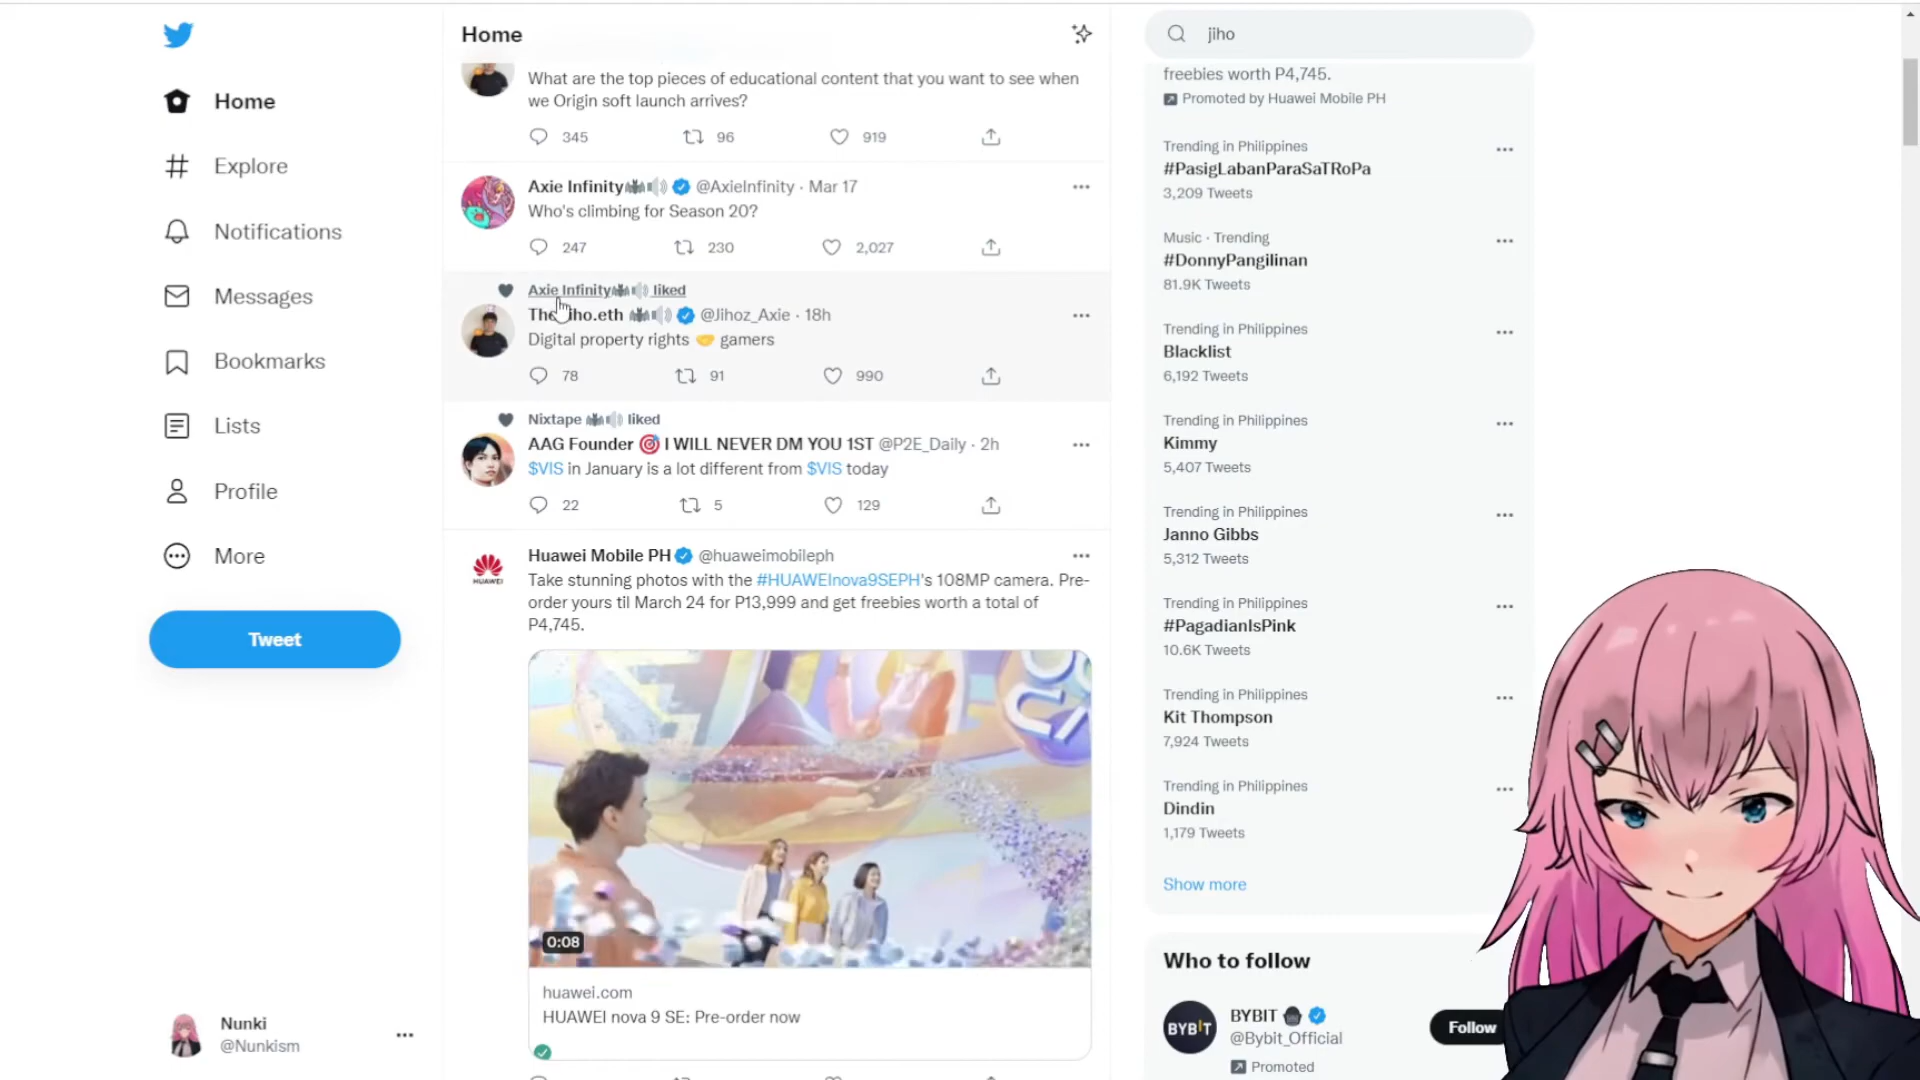 Home
Explore
Notifications
Messages
Bookmarks
Lists
Profile
More
Tweet
Nunki
@Nunkism
Home
What are the top pieces of educational content that you want to see when
we Origin soft launch arrives?
345 96 919
Axie Infinity @AxieInfinity · Mar 17
Who's climbing for Season 20?
247 230 2,027
Axie Infinity liked
The Jiho.eth @Jihoz_Axie · 18h
Digital property rights 🤝 gamers
78 91 990
Nixtape liked
AAG Founder 🎯 I WILL NEVER DM YOU 1ST @P2E_Daily · 2h
$VIS in January is a lot different from $VIS today
22 5 129
Huawei Mobile PH @huaweimobileph
Take stunning photos with the #HUAWEInova9SEPH's 108MP camera. Pre-
order yours til March 24 for P13,999 and get freebies worth a total of
P4,745.
HUAWEI
0:08
huawei.com
HUAWEI nova 9 SE: Pre-order now
jiho
freebies worth P4,745.
Promoted by Huawei Mobile PH
Trending in Philippines
#PasigLabanParaSaTRoPa
3,209 Tweets
Music · Trending
#DonnyPangilinan
81.9K Tweets
Trending in Philippines
Blacklist
6,192 Tweets
Trending in Philippines
Kimmy
5,407 Tweets
Trending in Philippines
Janno Gibbs
5,312 Tweets
Trending in Philippines
#PagadianIsPink
10.6K Tweets
Trending in Philippines
Kit Thompson
7,924 Tweets
Trending in Philippines
Dindin
1,179 Tweets
Show more
Who to follow
BYBIT
BYBIT
@Bybit_Official
Promoted
Follow